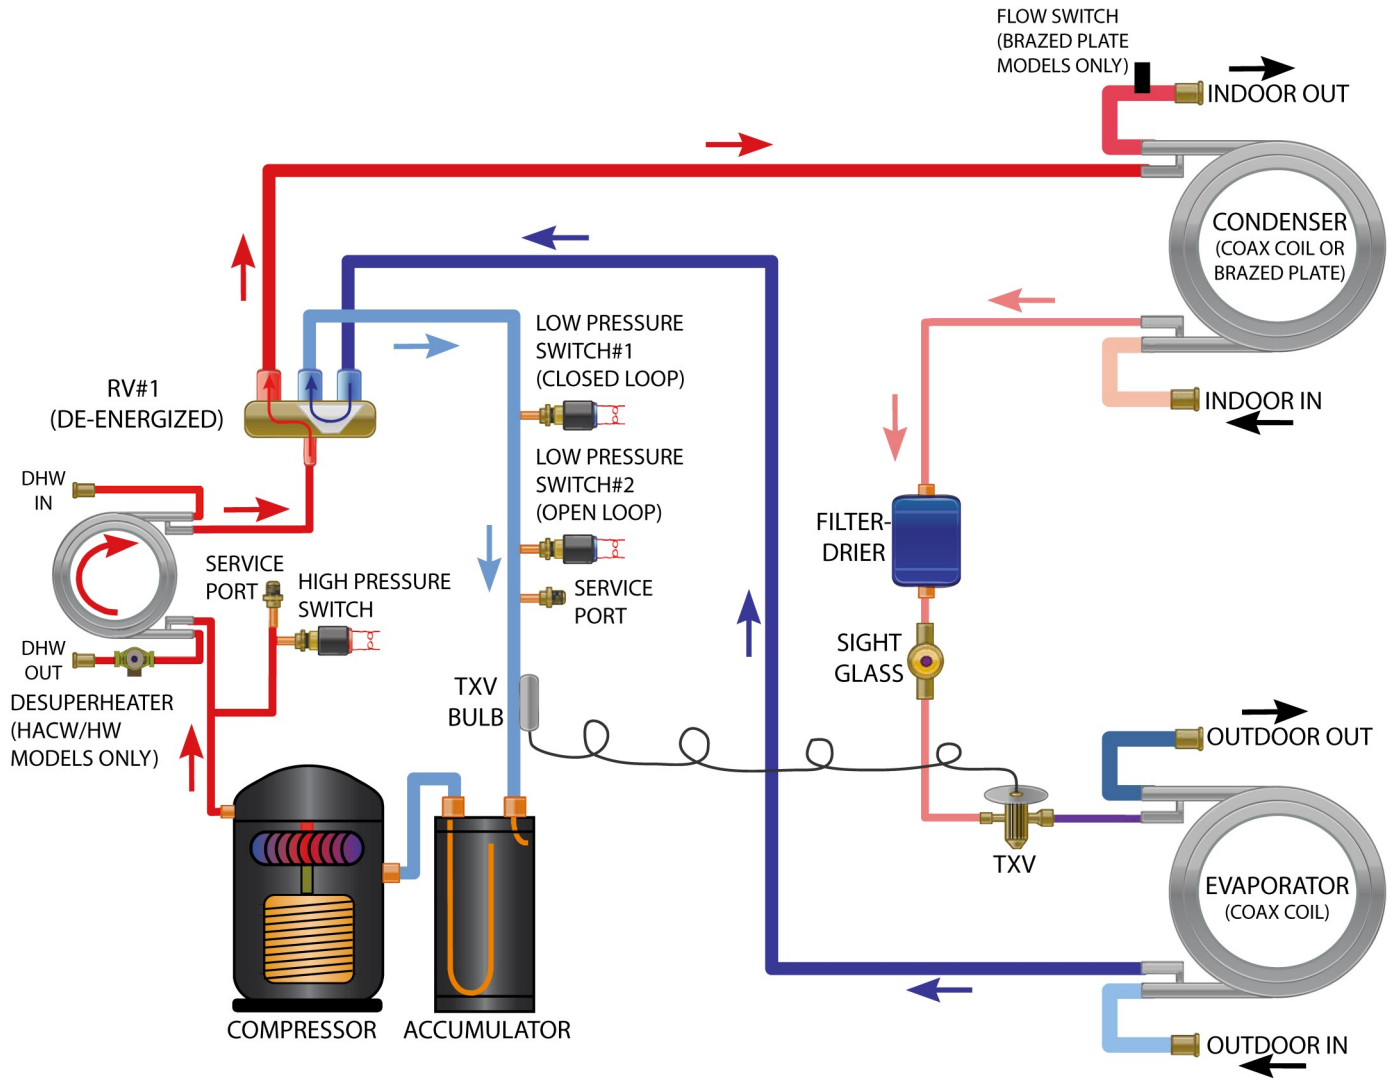 FLOW SWITCH
(BRAZED PLATE
MODELS ONLY)
INDOOR OUT
CONDENSER
(COAX COIL OR
BRAZED PLATE)
INDOOR IN
LOW PRESSURE
SWITCH#1
(CLOSED LOOP)
RV#1
(DE-ENERGIZED)
LOW PRESSURE
SWITCH#2
(OPEN LOOP)
DHW
IN
FILTER-
DRIER
SERVICE
PORT
HIGH PRESSURE
SWITCH
SERVICE
PORT
SIGHT
GLASS
DHW
OUT
DESUPERHEATER
(HACW/HW
MODELS ONLY)
TXV
BULB
OUTDOOR OUT
TXV
EVAPORATOR
(COAX COIL)
COMPRESSOR
ACCUMULATOR
OUTDOOR IN